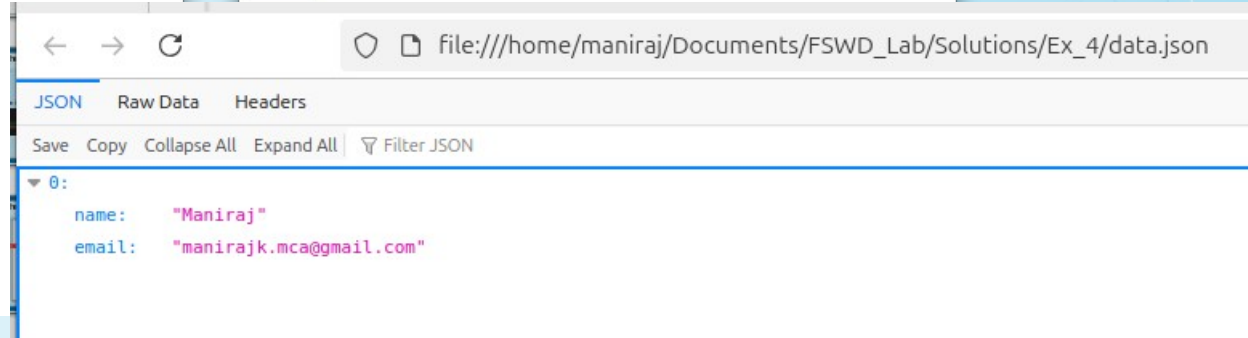 file:///home/maniraj/Documents/FSWD_Lab/Solutions/Ex_4/data.json
JSON Raw Data Headers
Save Copy Collapse All Expand All Filter JSON
0:
name: "Maniraj"
email: "manirajk.mca@gmail.com"